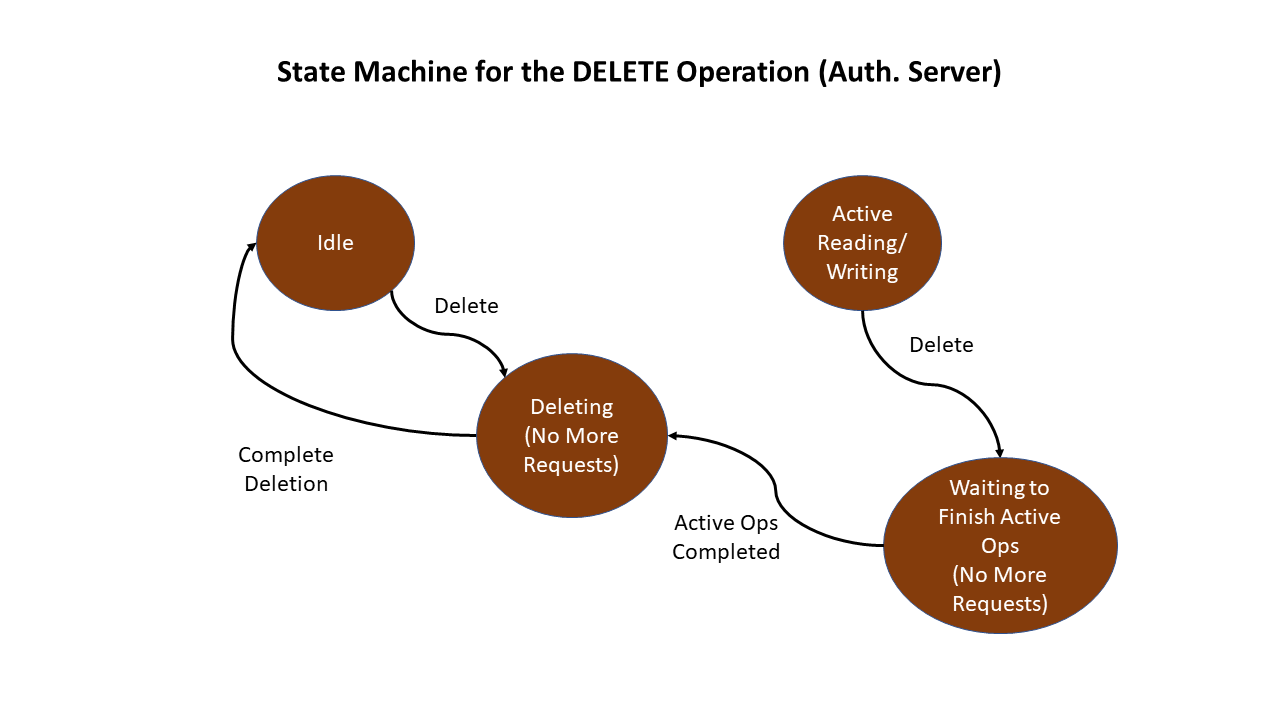 State Machine for the DELETE Operation (Auth. Server)
Idle
Active
Reading/
Writing
Delete
Delete
Deleting
(No More
Requests)
Complete
Deletion
Active Ops
Completed
Waiting to
Finish Active
Ops
(No More
Requests)